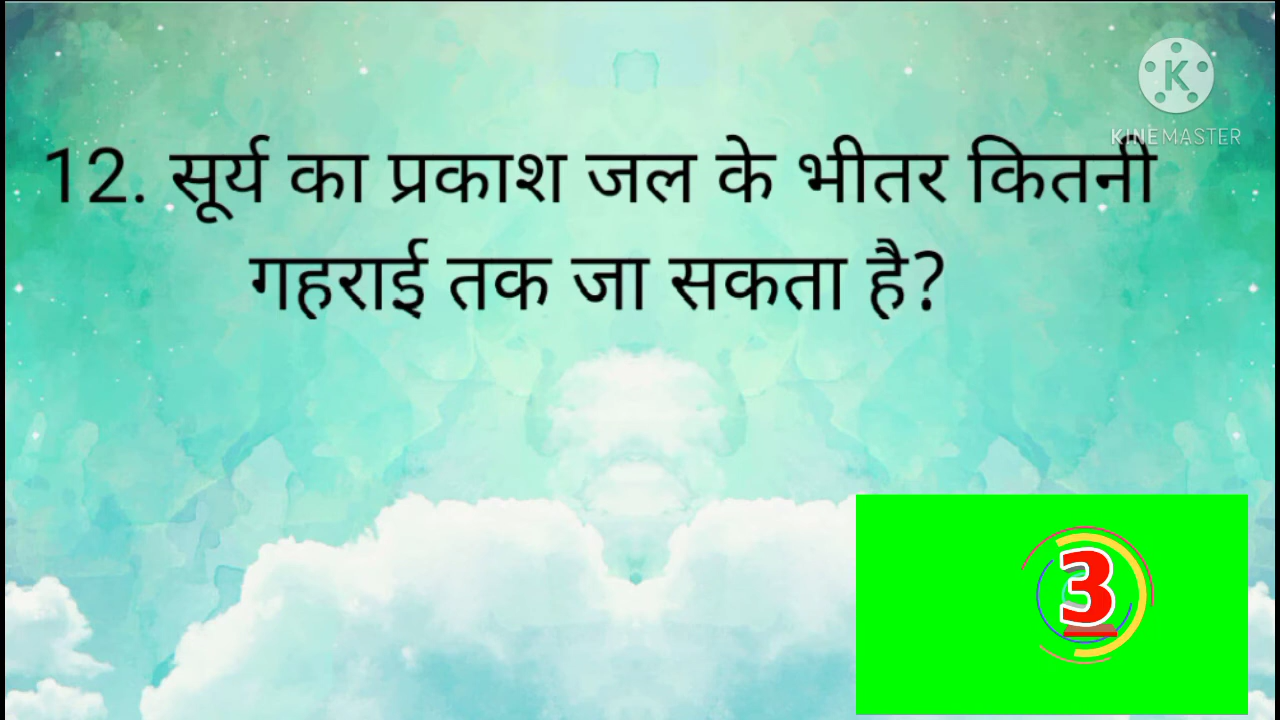 KINEMASTER
12. सूर्य का प्रकाश जल के भीतर कितनी
गहराई तक जा सकता है?
3